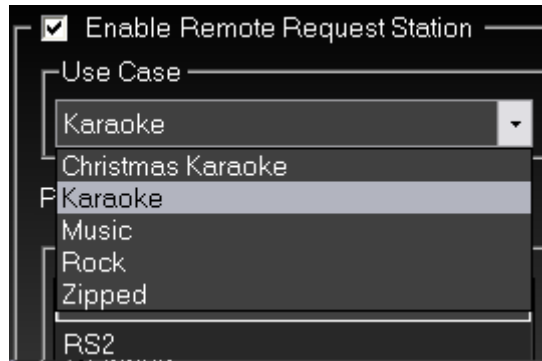 Enable Remote Request Station
Use Case
Karaoke
Christmas Karaoke
P
Karaoke
Music
Rock
Zipped
RS2